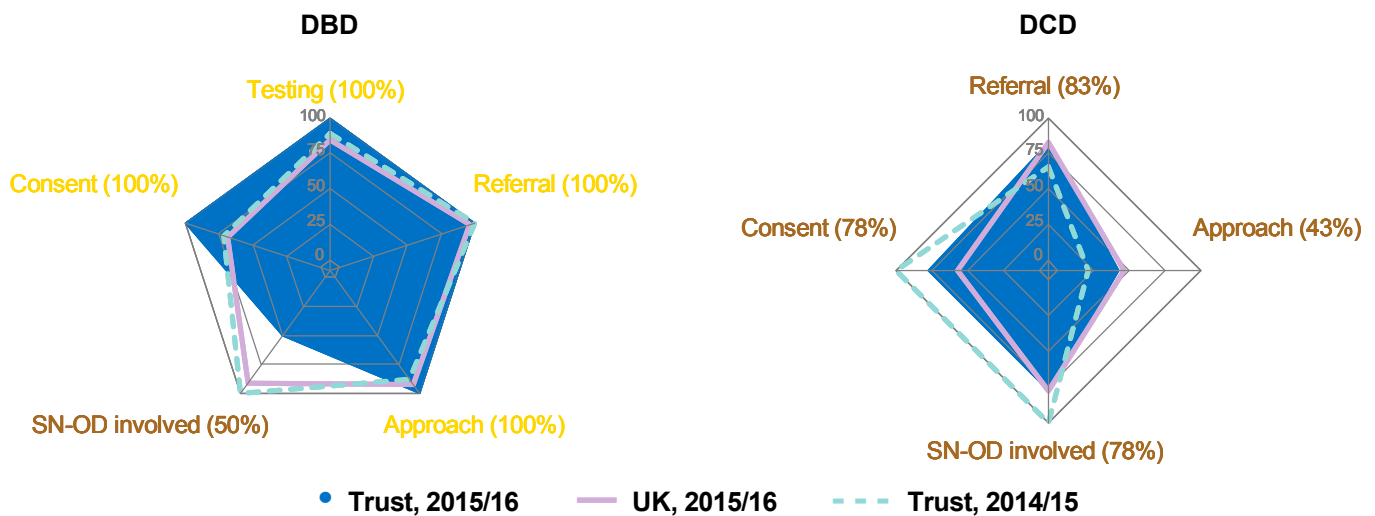 DBD
Testing (100%)
100
75
50
25
0
Consent (100%)
Referral (100%)
SN-OD involved (50%)
Approach (100%)
DCD
Referral (83%)
100
75
50
25
0
Consent (78%)
Approach (43%)
SN-OD involved (78%)
Trust, 2015/16
UK, 2015/16
Trust, 2014/15